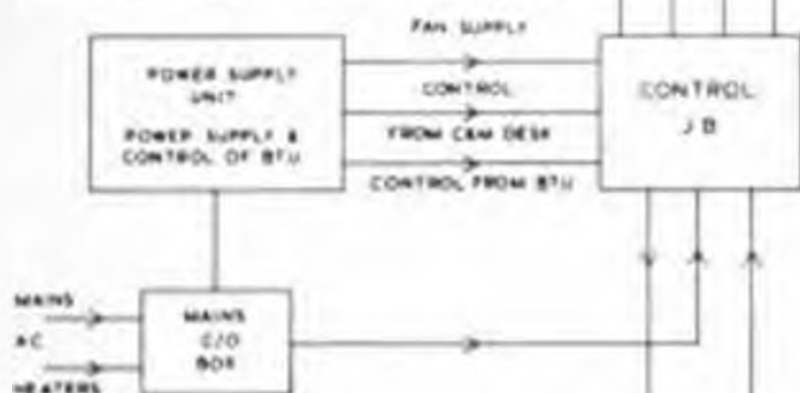 FAN SUPPLY
POWER SUPPLY
UNIT
CONTROL
POWER SUPPLY &
CONTROL OF BTU
FROM C&M DESK
CONTROL FROM BTU
CONTROL
J B
MAINS
AC
HEATERS
MAINS
C/O
BOX